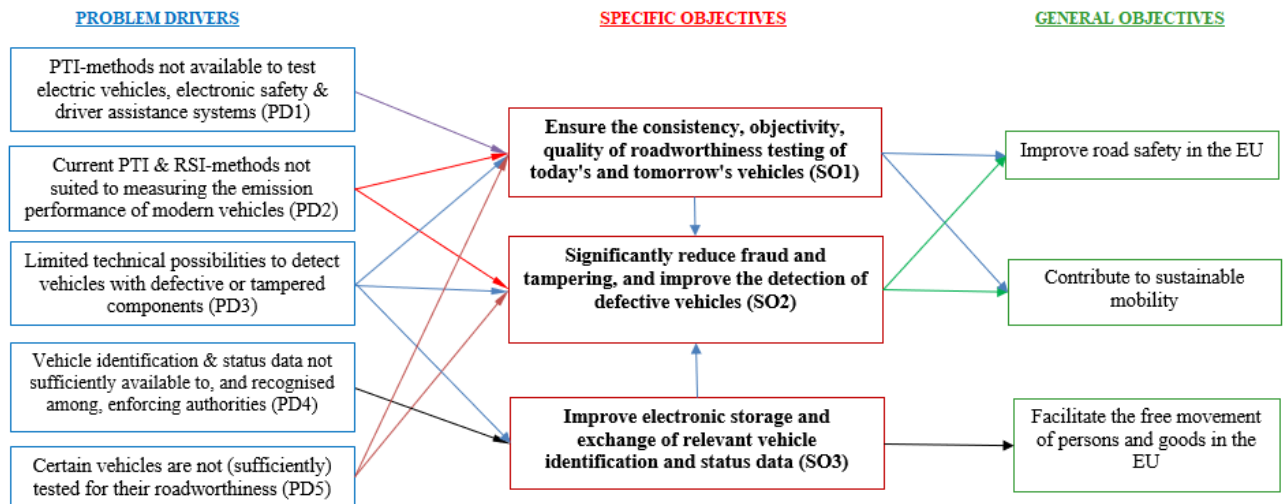 PROBLEM DRIVERS
PTI-methods not available to test
electric vehicles, electronic safety &
driver assistance systems (PD1)
Current PTI & RSI-methods not
suited to measuring the emission
performance of modern vehicles (PD2)
Limited technical possibilities to detect
vehicles with defective or tampered
components (PD3)
Vehicle identification & status data not
sufficiently available to, and recognised
among, enforcing authorities (PD4)
Certain vehicles are not (sufficiently)
tested for their roadworthiness (PD5)
SPECIFIC OBJECTIVES
Ensure the consistency, objectivity,
quality of roadworthiness testing of
today's and tomorrow's vehicles (SO1)
Significantly reduce fraud and
tampering, and improve the detection of
defective vehicles (SO2)
Improve electronic storage and
exchange of relevant vehicle
identification and status data (SO3)
GENERAL OBJECTIVES
Improve road safety in the EU
Contribute to sustainable
mobility
Facilitate the free movement
of persons and goods in the
EU